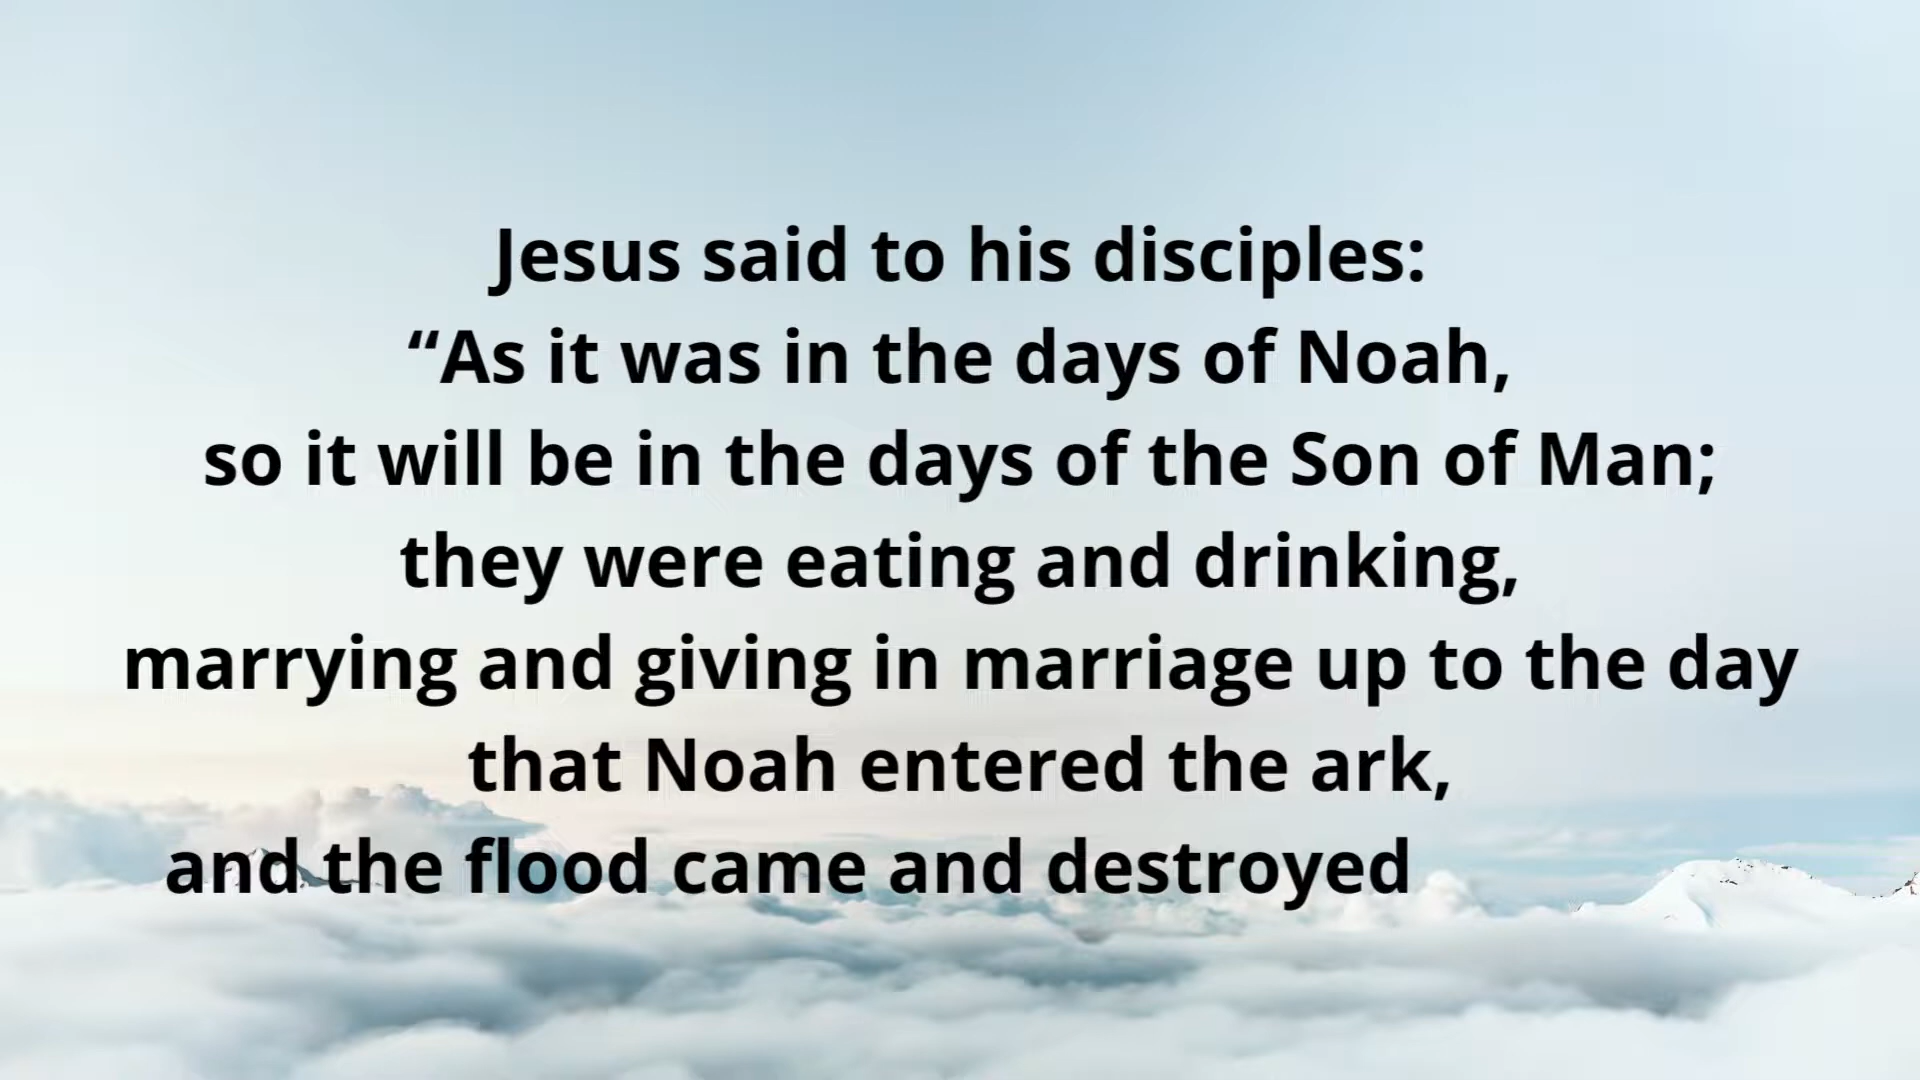 Jesus said to his disciples:
“As it was in the days of Noah,
so it will be in the days of the Son of Man;
they were eating and drinking,
marrying and giving in marriage up to the day
that Noah entered the ark,
and the flood came and destroyed